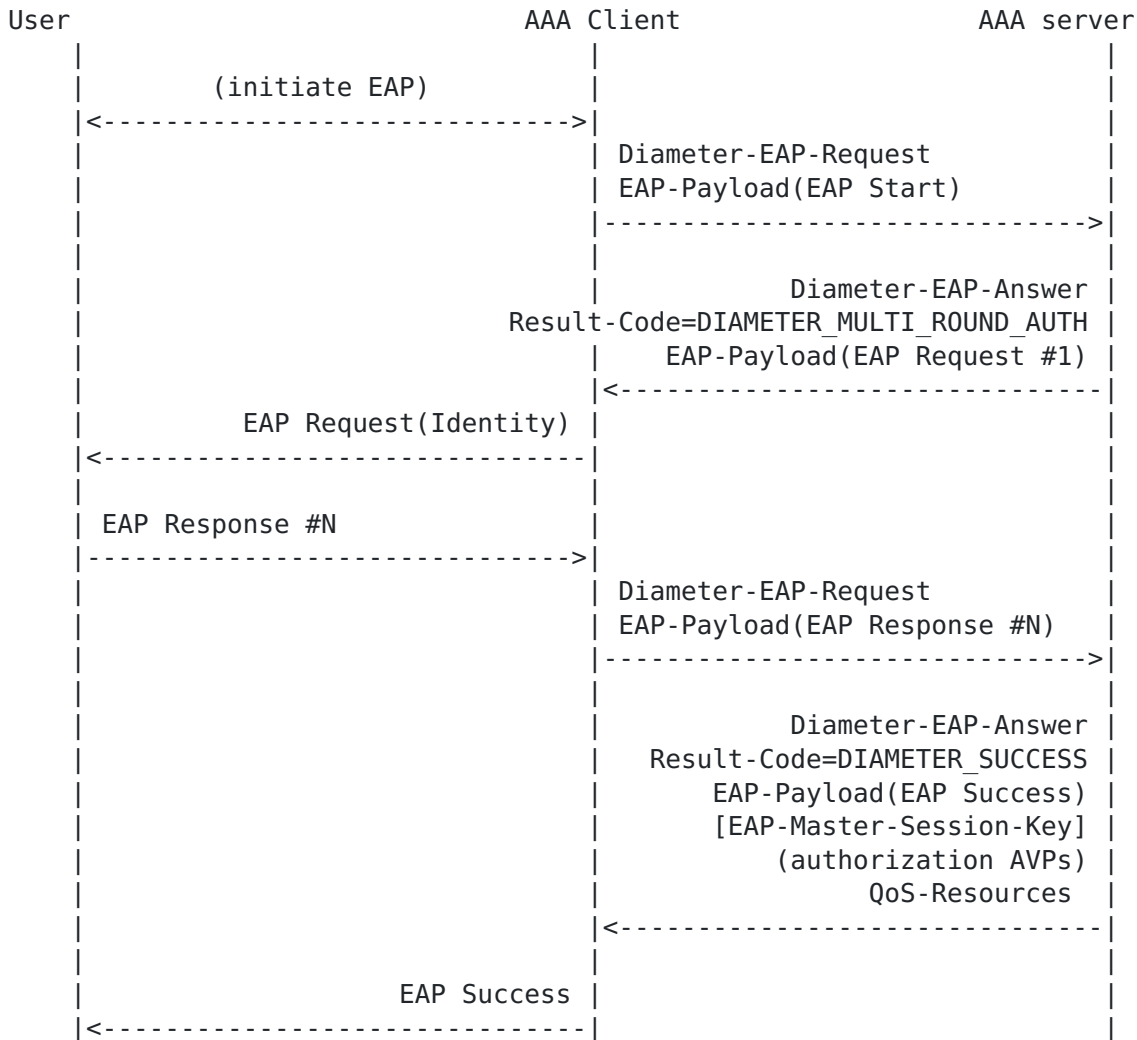 User AAA Client AAA server
(initiate EAP)
Diameter-EAP-Request
EAP-Payload(EAP Start)
Diameter-EAP-Answer
Result-Code=DIAMETER_MULTI_ROUND_AUTH
EAP-Payload(EAP Request #1)
EAP Request(Identity)
EAP Response #N
Diameter-EAP-Request
EAP-Payload(EAP Response #N)
Diameter-EAP-Answer
Result-Code=DIAMETER_SUCCESS
EAP-Payload(EAP Success)
[EAP-Master-Session-Key]
(authorization AVPs)
QoS-Resources
EAP Success